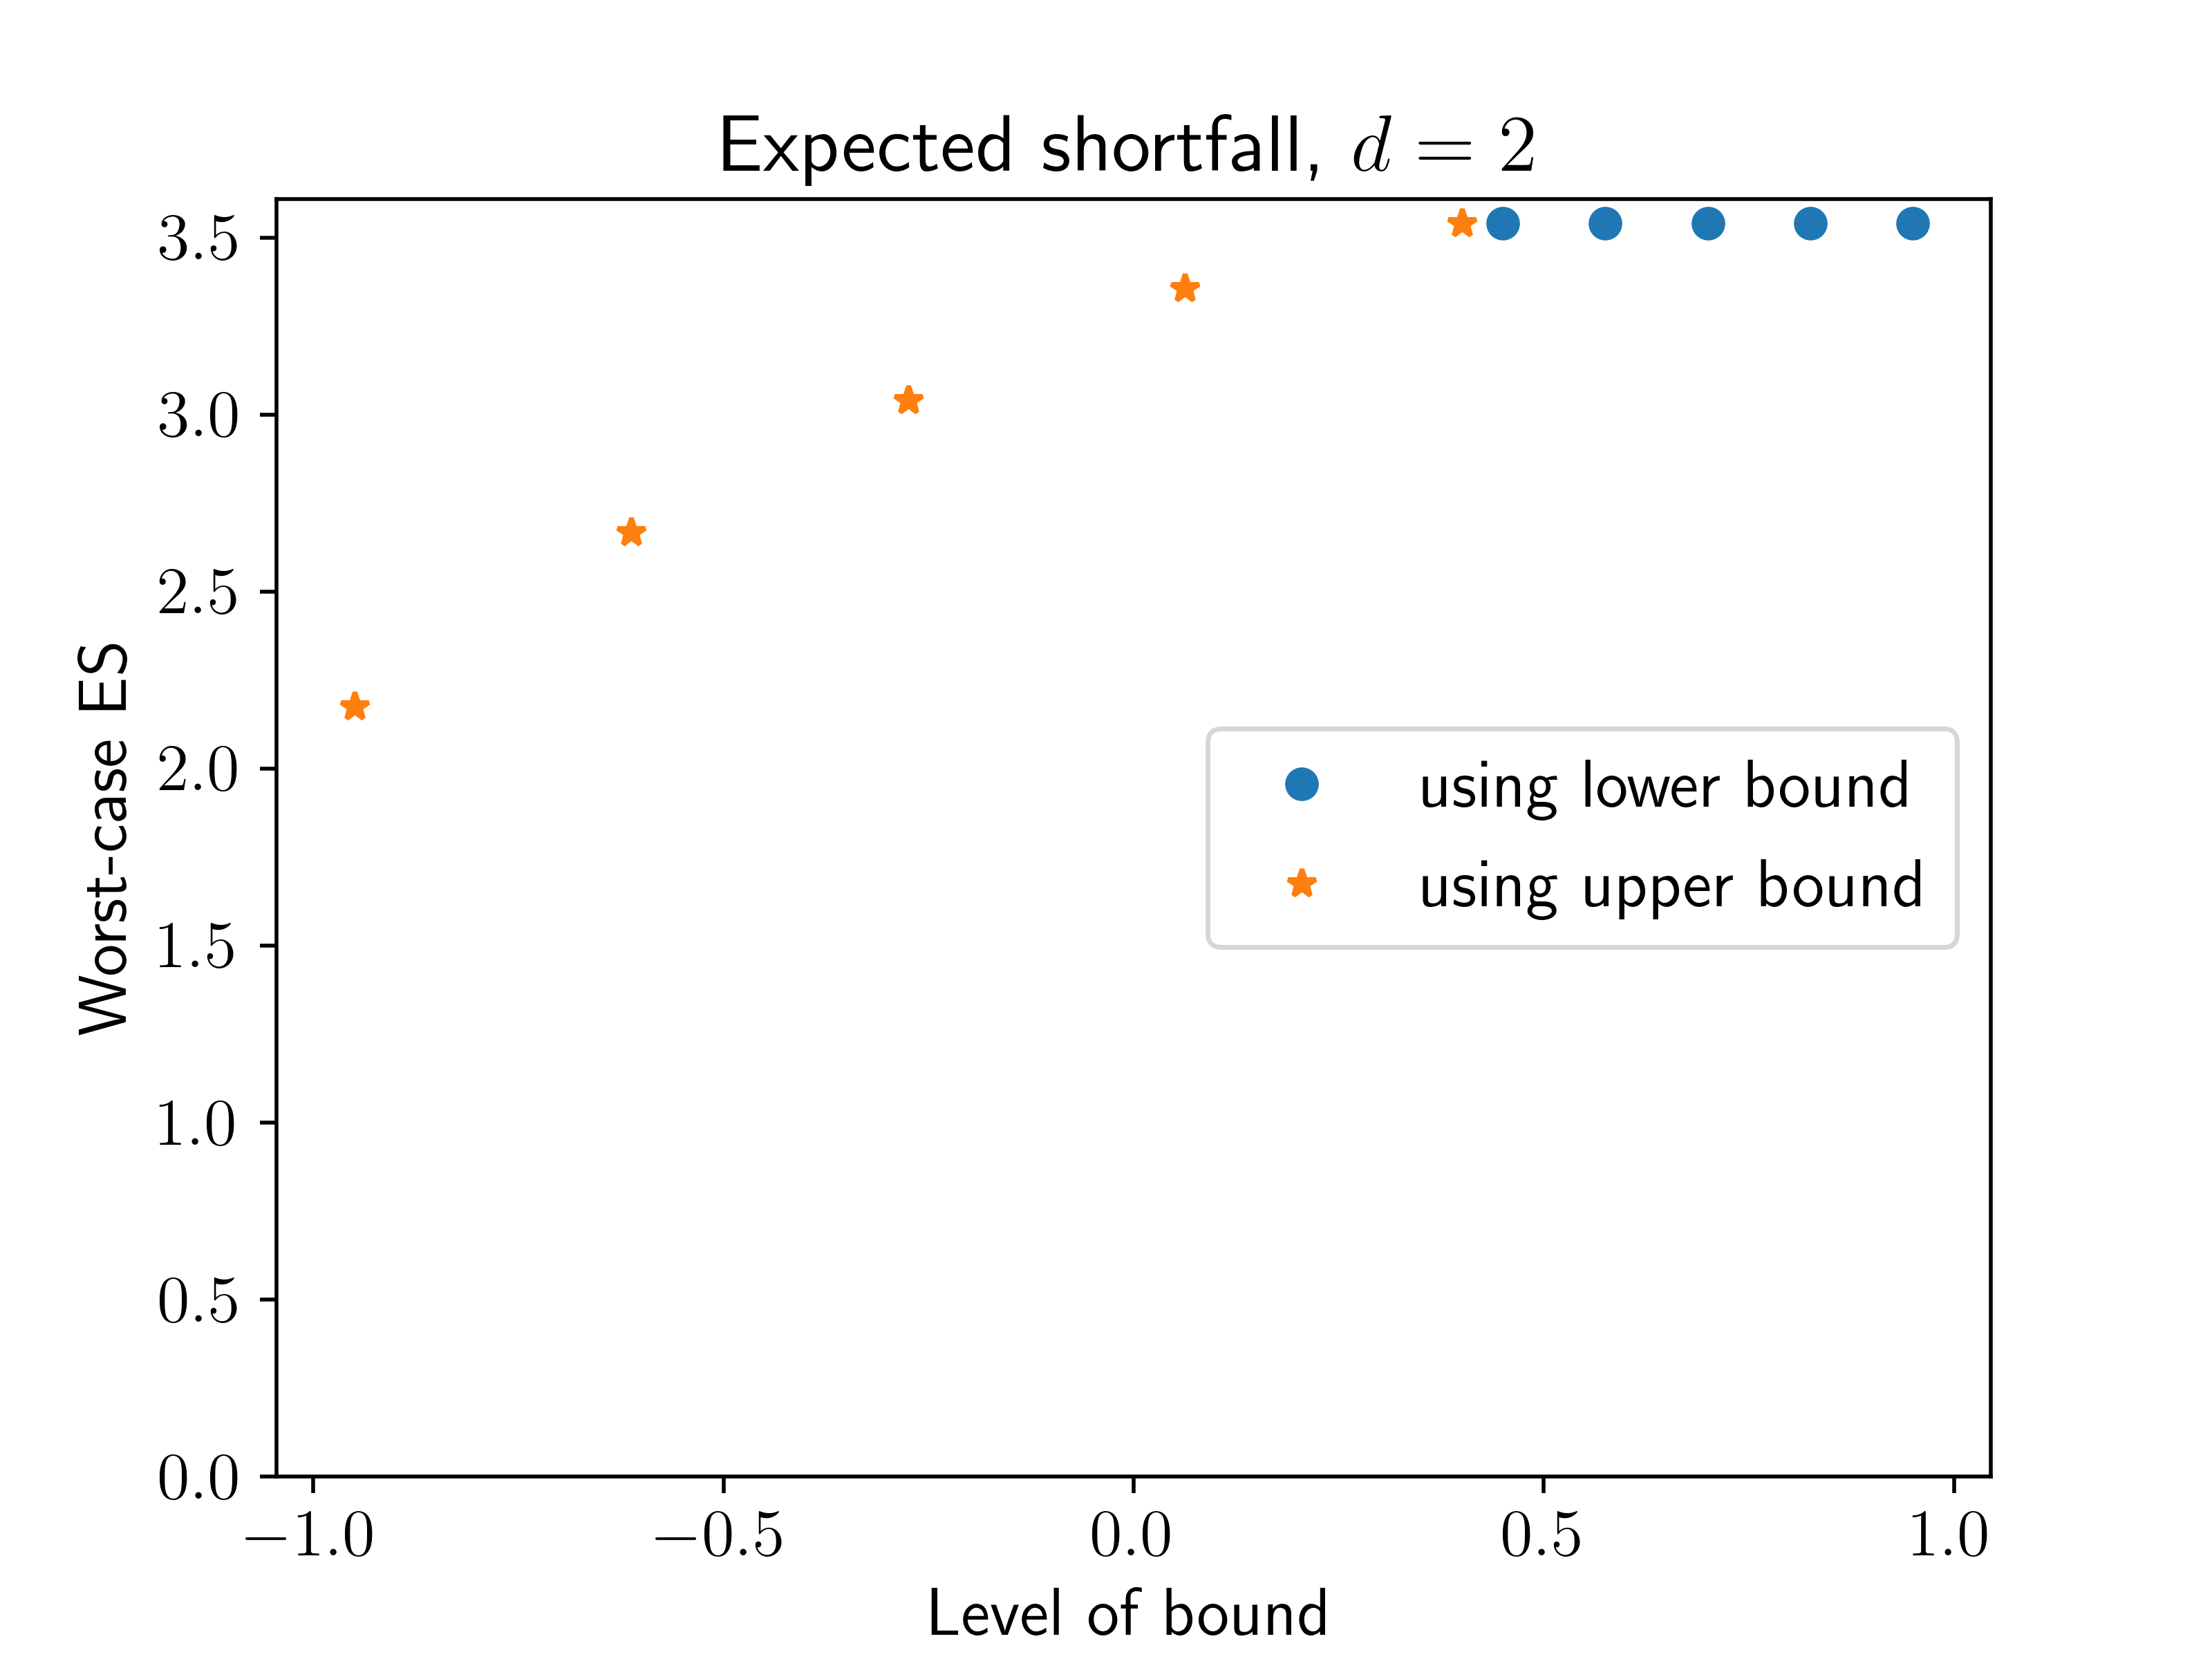 Expected shortfall, d = 2
Worst-case ES
3.5
3.0
2.5
2.0
1.5
1.0
0.5
0.0
using lower bound
using upper bound
−1.0 −0.5 0.0 0.5 1.0
Level of bound